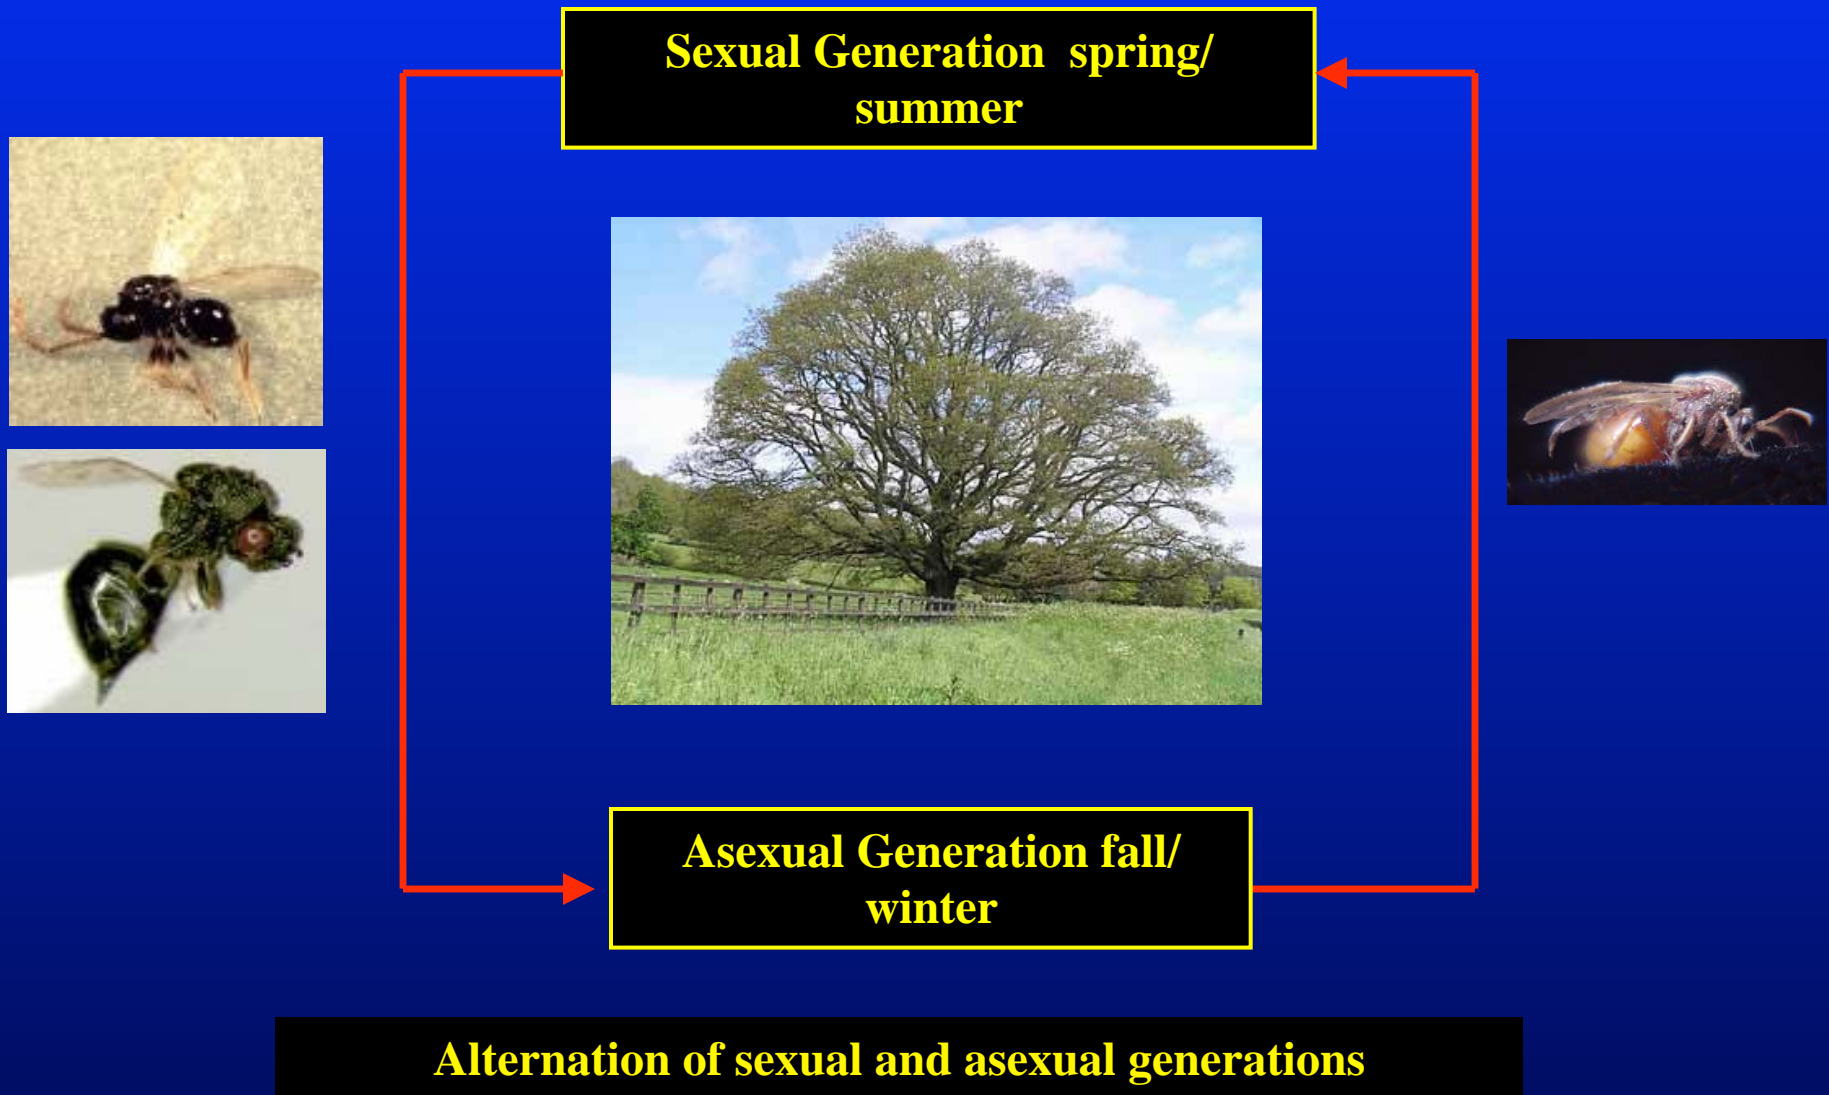 Sexual Generation  spring/
summer
Asexual Generation fall/
winter
Alternation of sexual and asexual generations